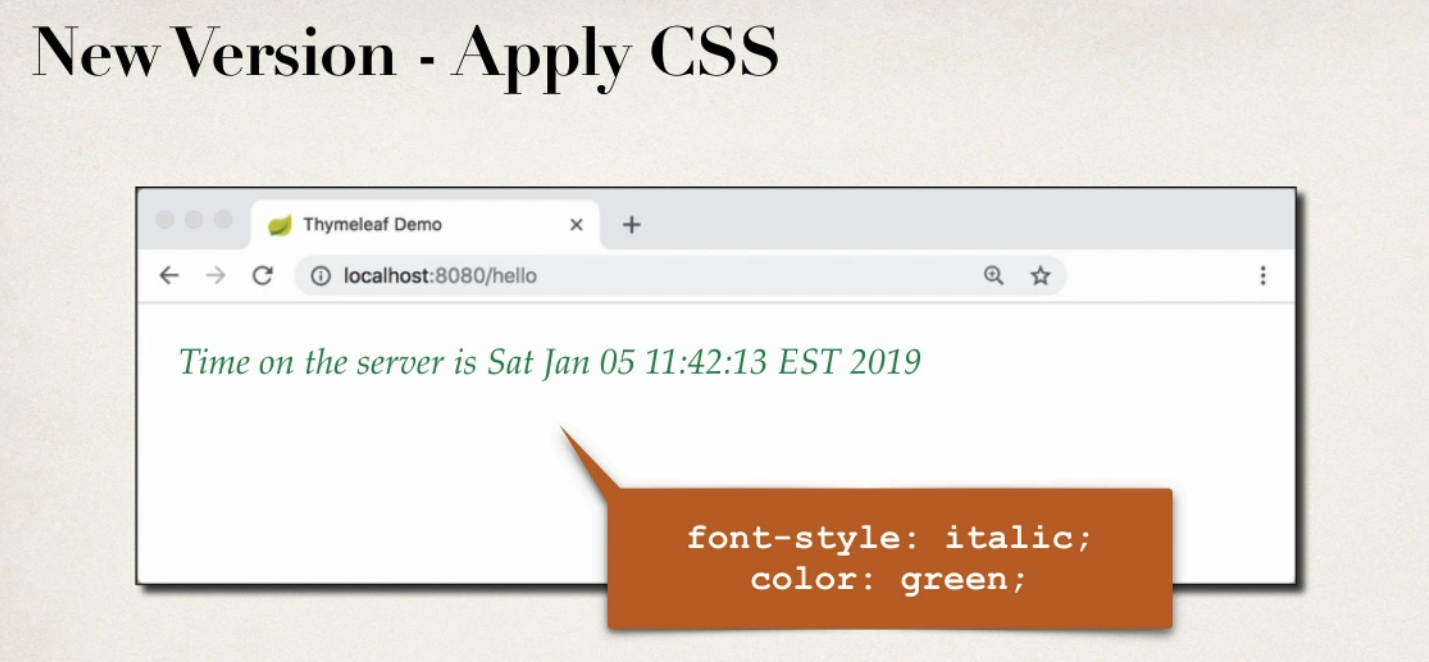 New Version - Apply CSS
Thymeleaf Demo
localhost:8080/hello
Time on the server is Sat Jan 05 11:42:13 EST 2019
font-style: italic;
color: green;